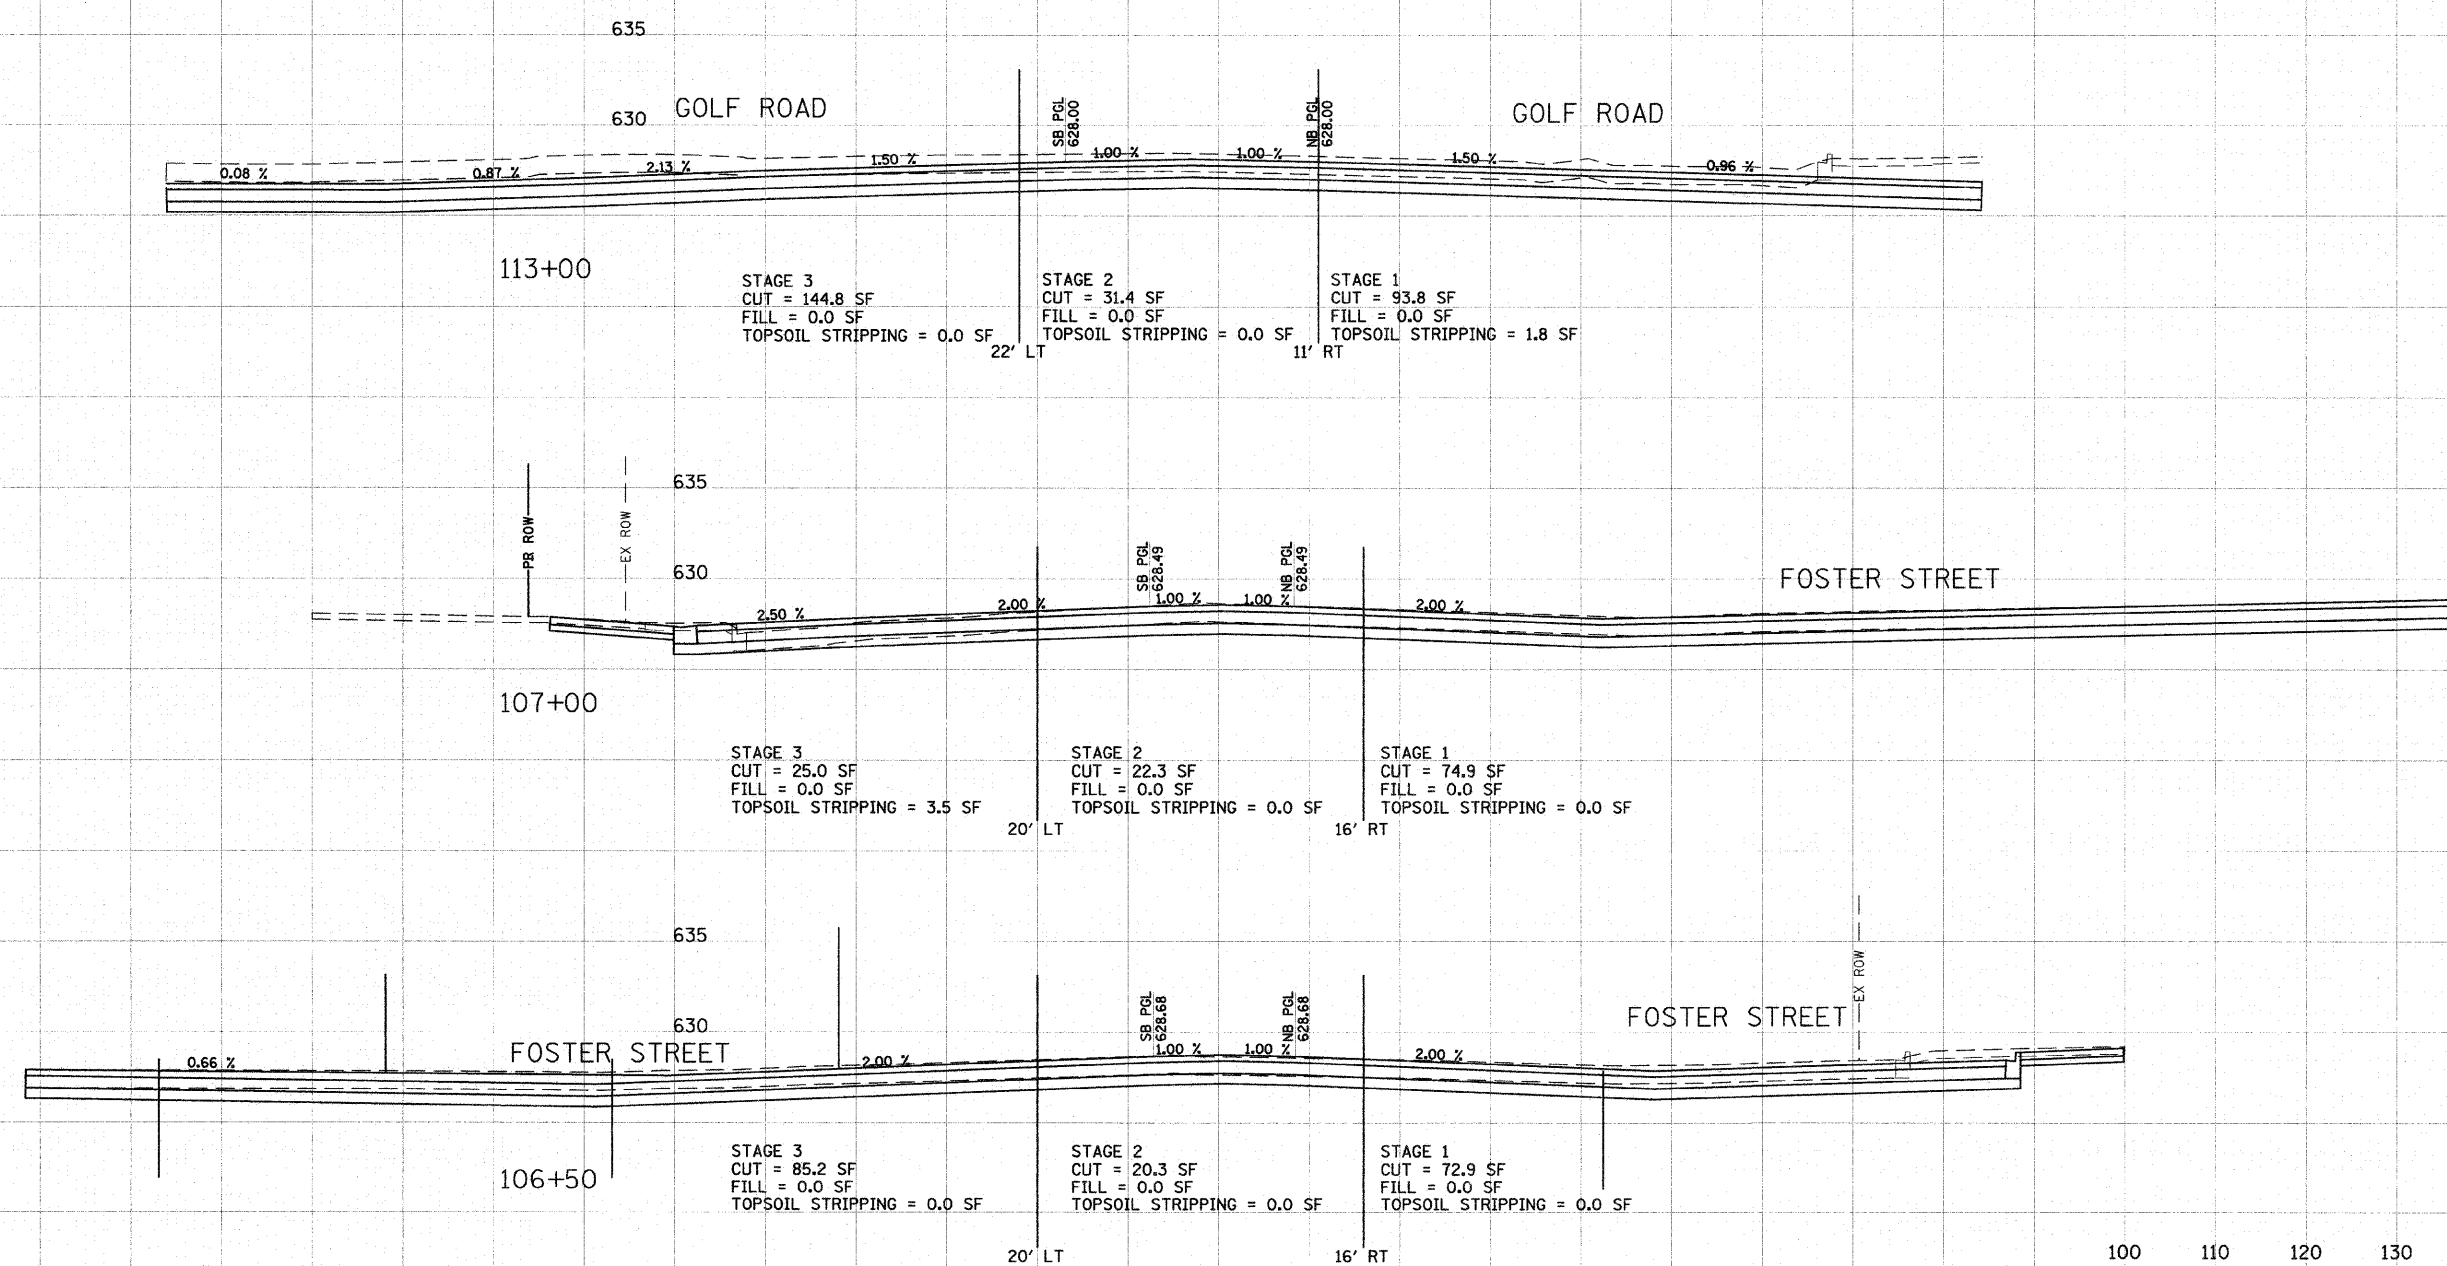 635
GOLF ROAD
630
SB PGL
628.00
NB PGL
628.00
GOLF ROAD
0.08 %
0.87 %
2.13 %
1.50 %
1.00 %
1.00 %
1.50 %
0.96 %
113+00
STAGE 3
CUT = 144.8 SF
FILL = 0.0 SF
TOPSOIL STRIPPING = 0.0 SF
22' LT
STAGE 2
CUT = 31.4 SF
FILL = 0.0 SF
TOPSOIL STRIPPING = 0.0 SF
11' RT
STAGE 1
CUT = 93.8 SF
FILL = 0.0 SF
TOPSOIL STRIPPING = 1.8 SF
PR ROW
EX ROW
635
630
SB PGL
628.49
NB PGL
628.49
FOSTER STREET
2.50 %
2.00 %
1.00 %
1.00 %
2.00 %
107+00
STAGE 3
CUT = 25.0 SF
FILL = 0.0 SF
TOPSOIL STRIPPING = 3.5 SF
20' LT
STAGE 2
CUT = 22.3 SF
FILL = 0.0 SF
TOPSOIL STRIPPING = 0.0 SF
16' RT
STAGE 1
CUT = 74.9 SF
FILL = 0.0 SF
TOPSOIL STRIPPING = 0.0 SF
635
630
SB PGL
628.68
NB PGL
628.68
EX ROW
FOSTER STREET
FOSTER STREET
0.66 %
2.00 %
1.00 %
1.00 %
2.00 %
106+50
STAGE 3
CUT = 85.2 SF
FILL = 0.0 SF
TOPSOIL STRIPPING = 0.0 SF
20' LT
STAGE 2
CUT = 20.3 SF
FILL = 0.0 SF
TOPSOIL STRIPPING = 0.0 SF
16' RT
STAGE 1
CUT = 72.9 SF
FILL = 0.0 SF
TOPSOIL STRIPPING = 0.0 SF
100 110 120 130